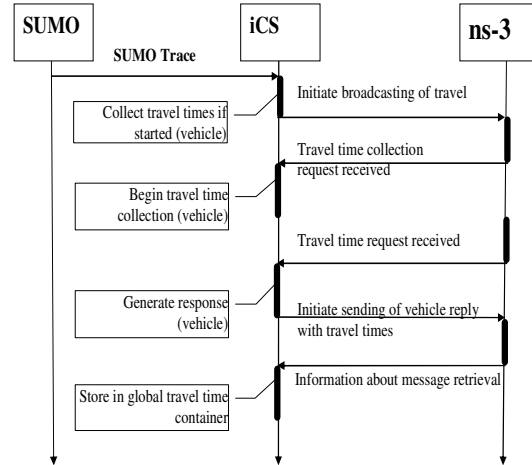 SUMO
iCS
ns-3
SUMO Trace
Initiate broadcasting of travel
Collect travel times if
started (vehicle)
Travel time collection
request received
Begin travel time
collection (vehicle)
Travel time request received
Generate response
(vehicle)
Initiate sending of vehicle reply
with travel times
Information about message retrieval
Store in global travel time
container